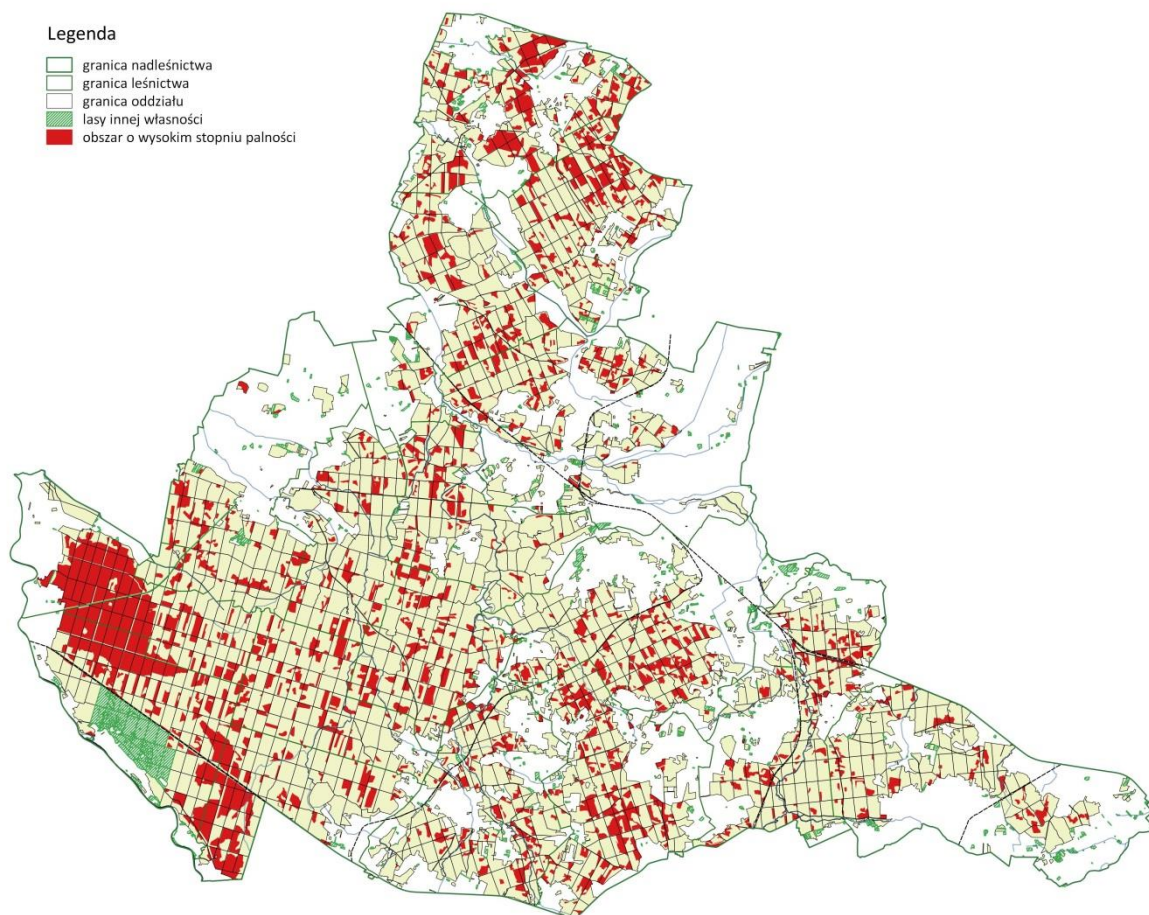 Legenda
granica nadleśnictwa
granica leśnictwa
granica oddziału
lasy innej własności
obszar o wysokim stopniu palności